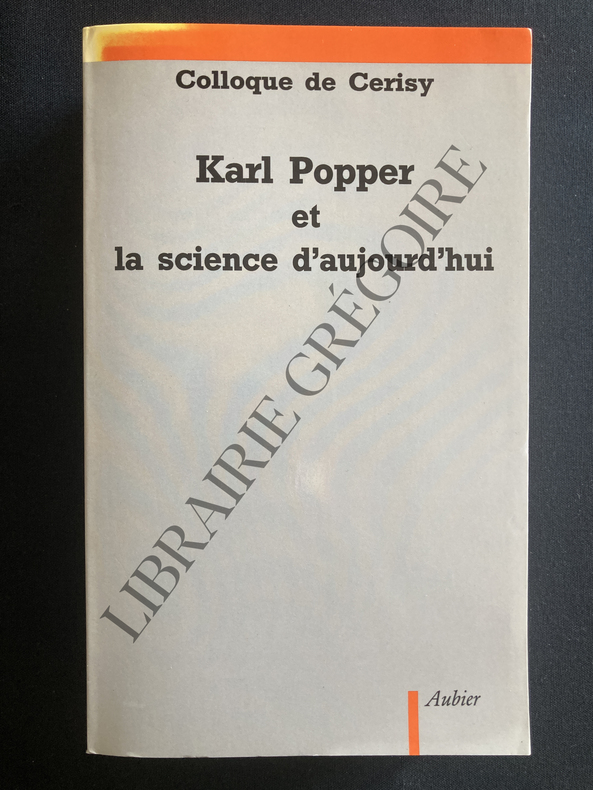 Colloque de Cerisy
Karl Popper
et
la science d'aujourd'hui
LIBRAIRIE GRÉGOIRE
Aubier